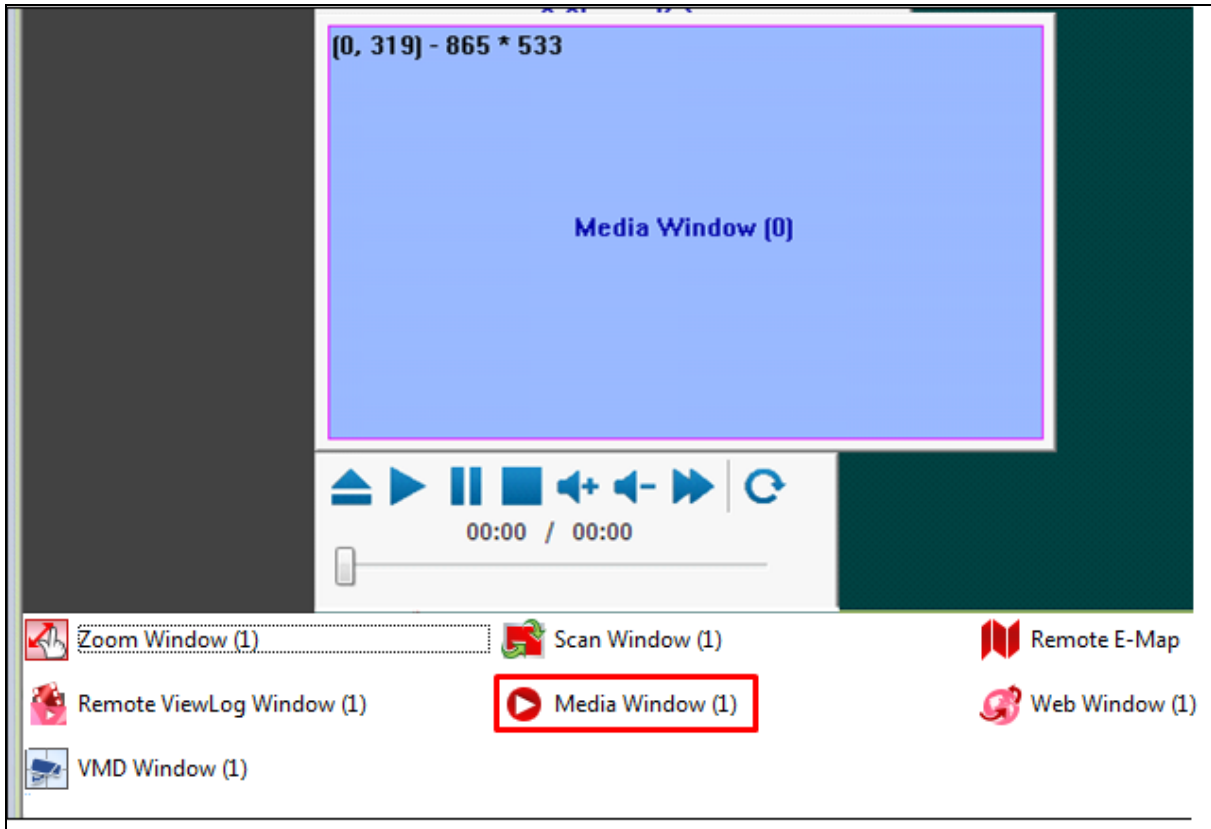 (0, 319) - 865 * 533
Media Window (0)
00:00 / 00:00
Zoom Window (1)
Scan Window (1)
Remote E-Map
Remote ViewLog Window (1)
Media Window (1)
Web Window (1)
VMD Window (1)